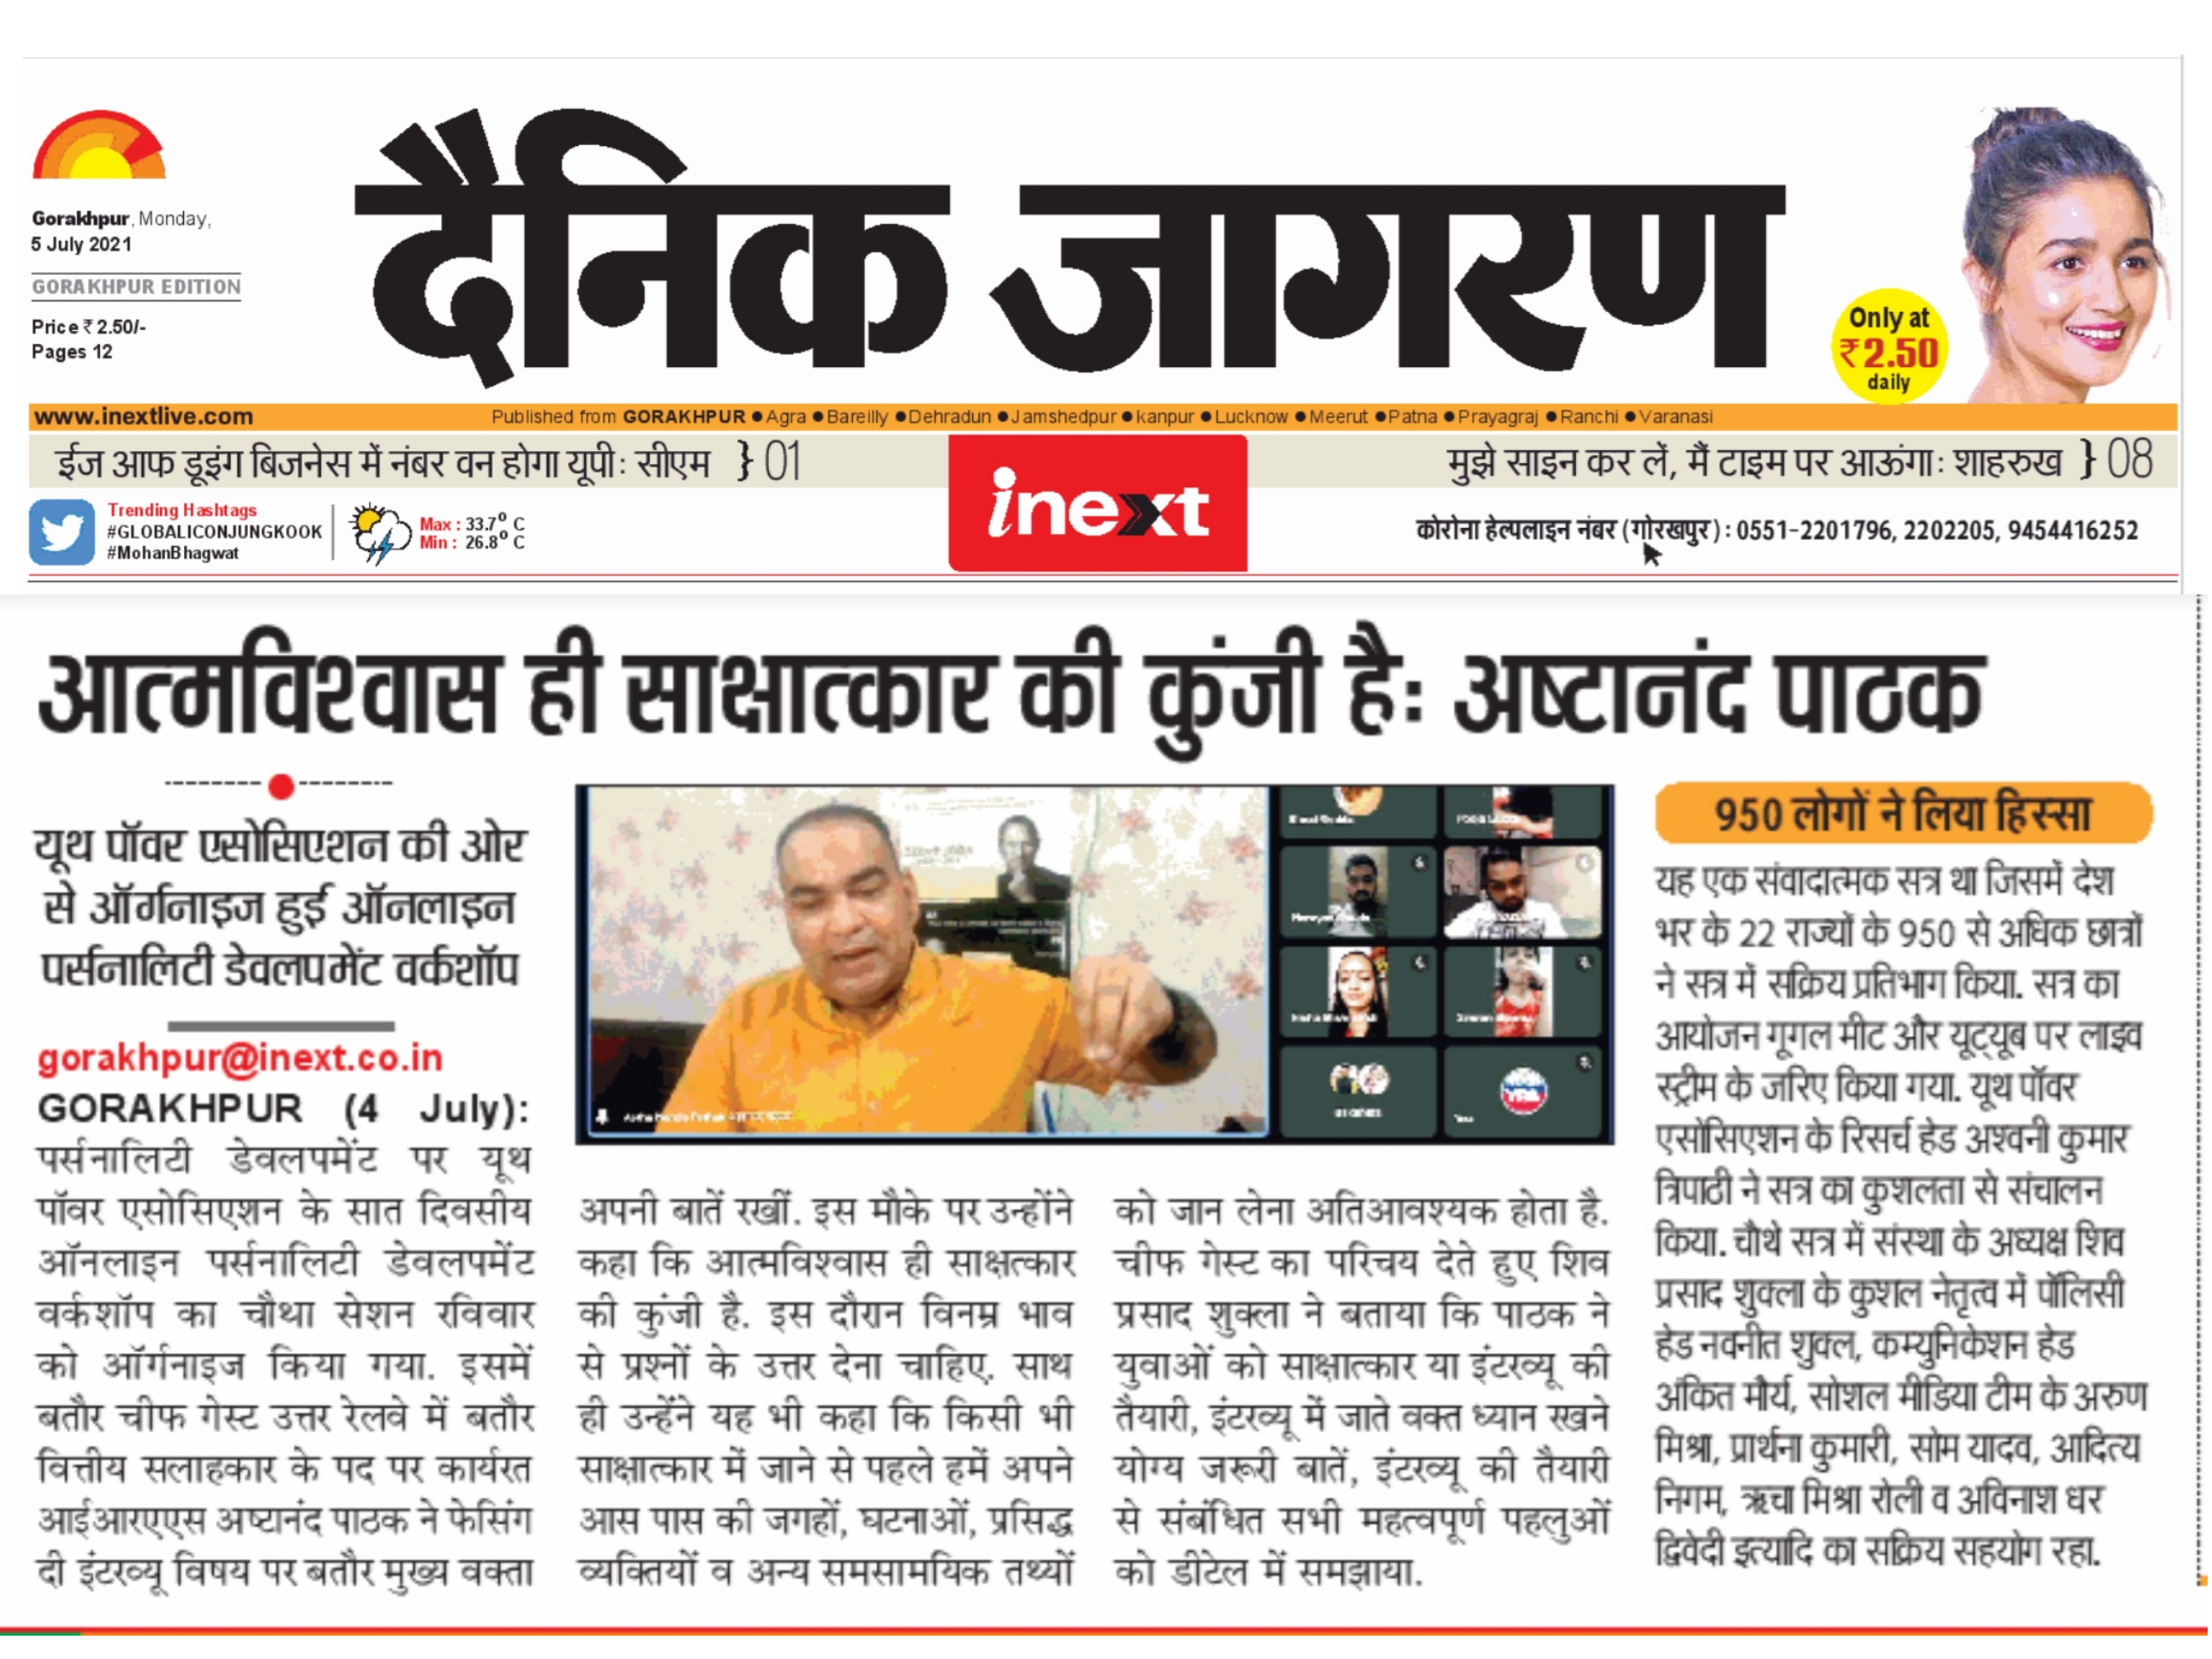 Gorakhpur, Monday,
5 July 2021
GORAKHPUR EDITION
Price ₹ 2.50/-
Pages 12
दैनिक जागरण
Only at
₹2.50
daily
www.inextlive.com
Published from GORAKHPUR ● Agra ● Bareilly ● Dehradun ● Jamshedpur ● kanpur ● Lucknow ● Meerut ● Patna ● Prayagraj ● Ranchi ● Varanasi
ईज आफ डूइंग बिजनेस में नंबर वन होगा यूपी: सीएम } 01
inext
मुझे साइन कर लें, मैं टाइम पर आऊंगा: शाहरुख } 08
Trending Hashtags
#GLOBALICONJUNGKOOK
#MohanBhagwat
Max : 33.7⁰ C
Min : 26.8⁰ C
कोरोना हेल्पलाइन नंबर (गोरखपुर) : 0551-2201796, 2202205, 9454416252
आत्मविश्वास ही साक्षात्कार की कुंजी है: अष्टानंद पाठक
यूथ पॉवर एसोसिएशन की ओर
से ऑर्गनाइज हुई ऑनलाइन
पर्सनालिटी डेवलपमेंट वर्कशॉप
gorakhpur@inext.co.in
GORAKHPUR (4 July):
पर्सनालिटी डेवलपमेंट पर यूथ
पॉवर एसोसिएशन के सात दिवसीय
ऑनलाइन पर्सनालिटी डेवलपमेंट
वर्कशॉप का चौथा सेशन रविवार
को ऑर्गनाइज किया गया. इसमें
बतौर चीफ गेस्ट उत्तर रेलवे में बतौर
वित्तीय सलाहकार के पद पर कार्यरत
आईआरएएस अष्टानंद पाठक ने फेसिंग
दी इंटरव्यू विषय पर बतौर मुख्य वक्ता
अपनी बातें रखीं. इस मौके पर उन्होंने
कहा कि आत्मविश्वास ही साक्षत्कार
की कुंजी है. इस दौरान विनम्र भाव
से प्रश्नों के उत्तर देना चाहिए. साथ
ही उन्हेंने यह भी कहा कि किसी भी
साक्षात्कार में जाने से पहले हमें अपने
आस पास की जगहों, घटनाओं, प्रसिद्ध
व्यक्तियों व अन्य समसामयिक तथ्यों
को जान लेना अतिआवश्यक होता है.
चीफ गेस्ट का परिचय देते हुए शिव
प्रसाद शुक्ला ने बताया कि पाठक ने
युवाओं को साक्षात्कार या इंटरव्यू की
तैयारी, इंटरव्यू में जाते वक्त ध्यान रखने
योग्य जरूरी बातें, इंटरव्यू की तैयारी
से संबंधित सभी महत्वपूर्ण पहलुओं
को डीटेल में समझाया.
950 लोगों ने लिया हिस्सा
यह एक संवादात्मक सत्र था जिसमें देश
भर के 22 राज्यों के 950 से अधिक छात्रों
ने सत्र में सक्रिय प्रतिभाग किया. सत्र का
आयोजन गूगल मीट और यूट्यूब पर लाइव
स्ट्रीम के जरिए किया गया. यूथ पॉवर
एसोसिएशन के रिसर्च हेड अश्वनी कुमार
त्रिपाठी ने सत्र का कुशलता से संचालन
किया. चौथे सत्र में संस्था के अध्यक्ष शिव
प्रसाद शुक्ला के कुशल नेतृत्व में पॉलिसी
हेड नवनीत शुक्ल, कम्युनिकेशन हेड
अंकित मौर्य, सोशल मीडिया टीम के अरुण
मिश्रा, प्रार्थना कुमारी, सोम यादव, आदित्य
निगम, ऋचा मिश्रा रोली व अविनाश धर
द्विवेदी इत्यादि का सक्रिय सहयोग रहा.